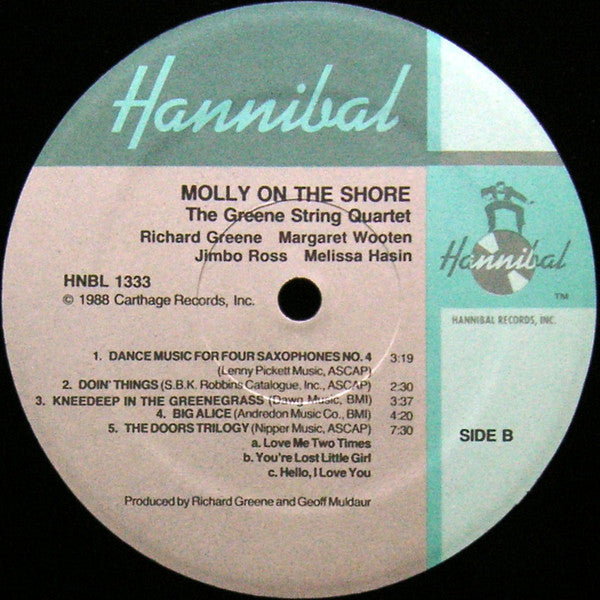 Hannibal
MOLLY ON THE SHORE
The Greene String Quartet
Richard Greene Margaret Wooten
Jimbo Ross Melissa Hasin
HNBL 1333
© 1988 Carthage Records, Inc.
Hannibal
TM
HANNIBAL RECORDS, INC.
1. DANCE MUSIC FOR FOUR SAXOPHONES NO. 4 3:19
(Lenny Pickett Music, ASCAP)
2. DOIN' THINGS (S.B.K. Robbins Catalogue, Inc., ASCAP) 2:30
3. KNEEDEEP IN THE GREENEGRASS (Dawg Music, BMI) 3:37
4. BIG ALICE (Andredon Music Co., BMI) 4:20
5. THE DOORS TRILOGY (Nipper Music, ASCAP) 7:30
a. Love Me Two Times
b. You're Lost Little Girl
c. Hello, I Love You
SIDE B
Produced by Richard Greene and Geoff Muldaur